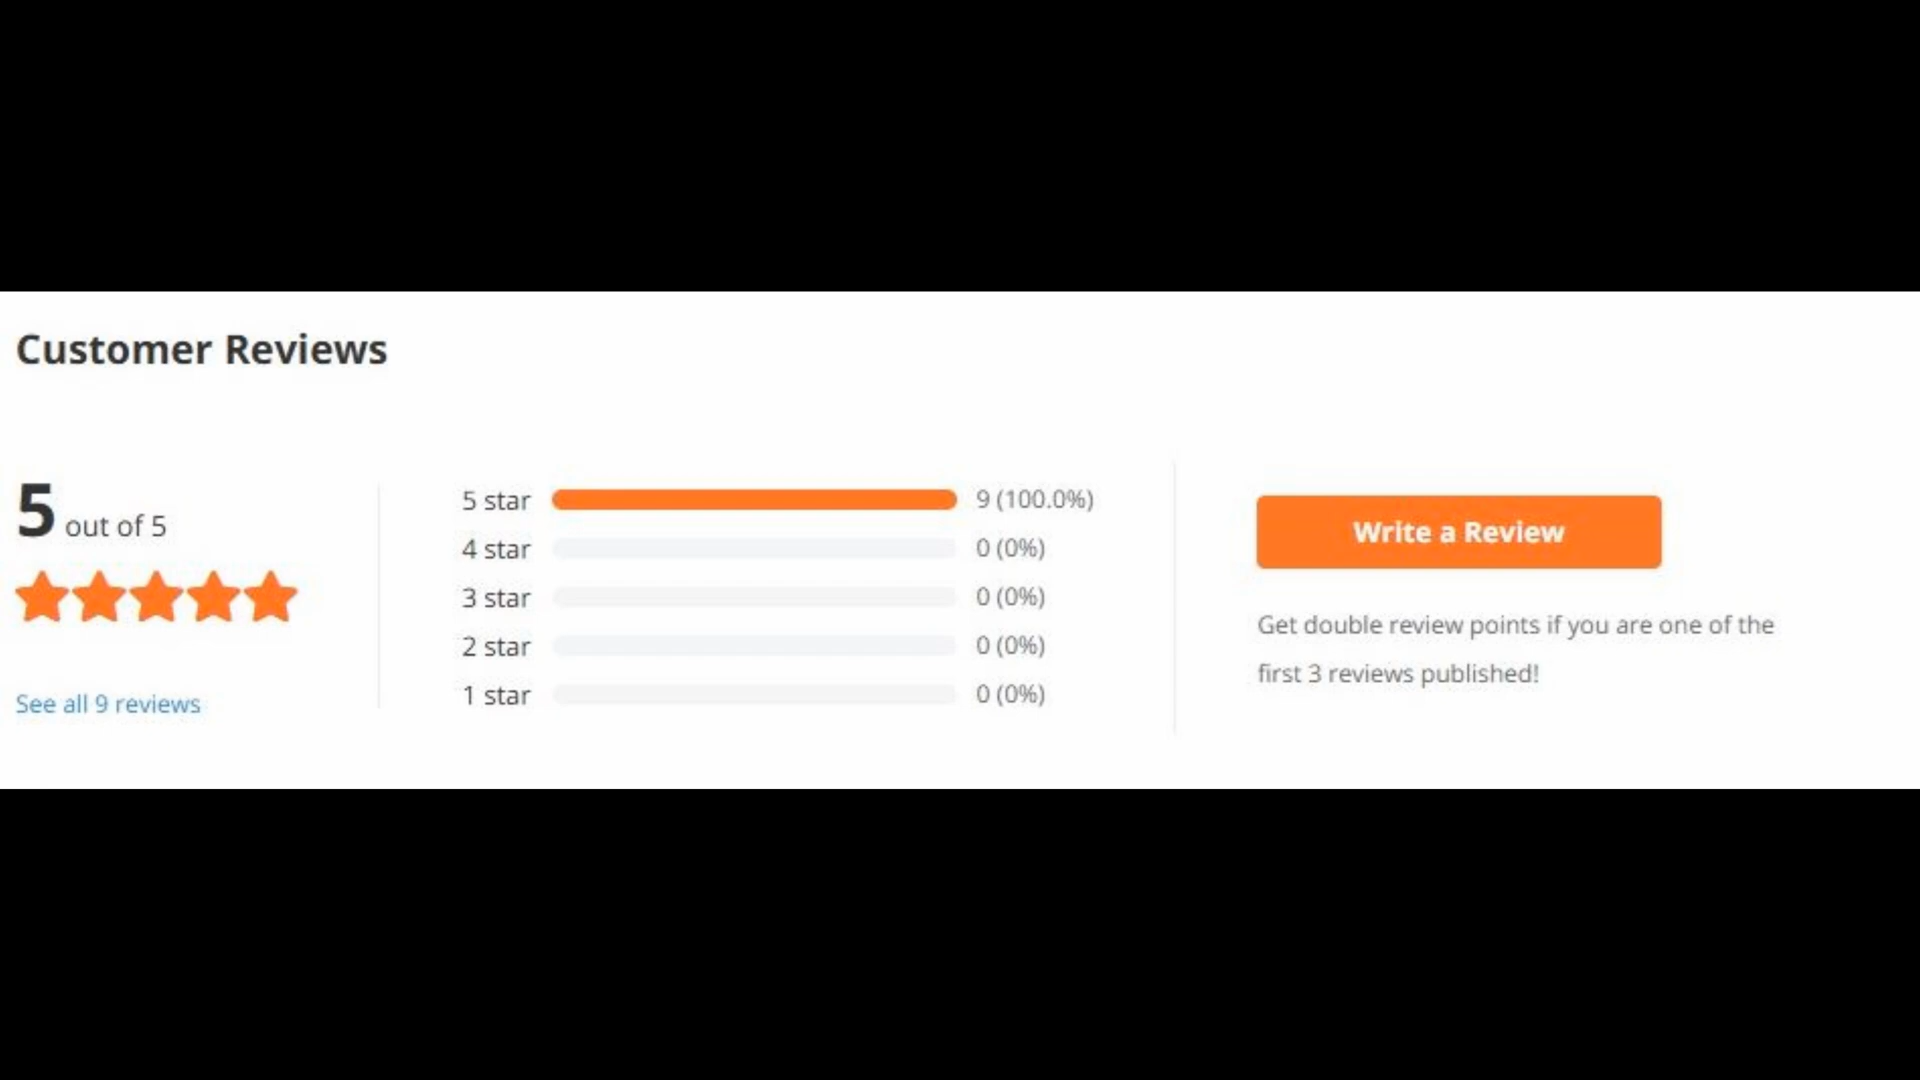 Customer Reviews
5 out of 5
See all 9 reviews
5 star 9 (100.0%)
4 star 0 (0%)
3 star 0 (0%)
2 star 0 (0%)
1 star 0 (0%)
Write a Review
Get double review points if you are one of the
first 3 reviews published!